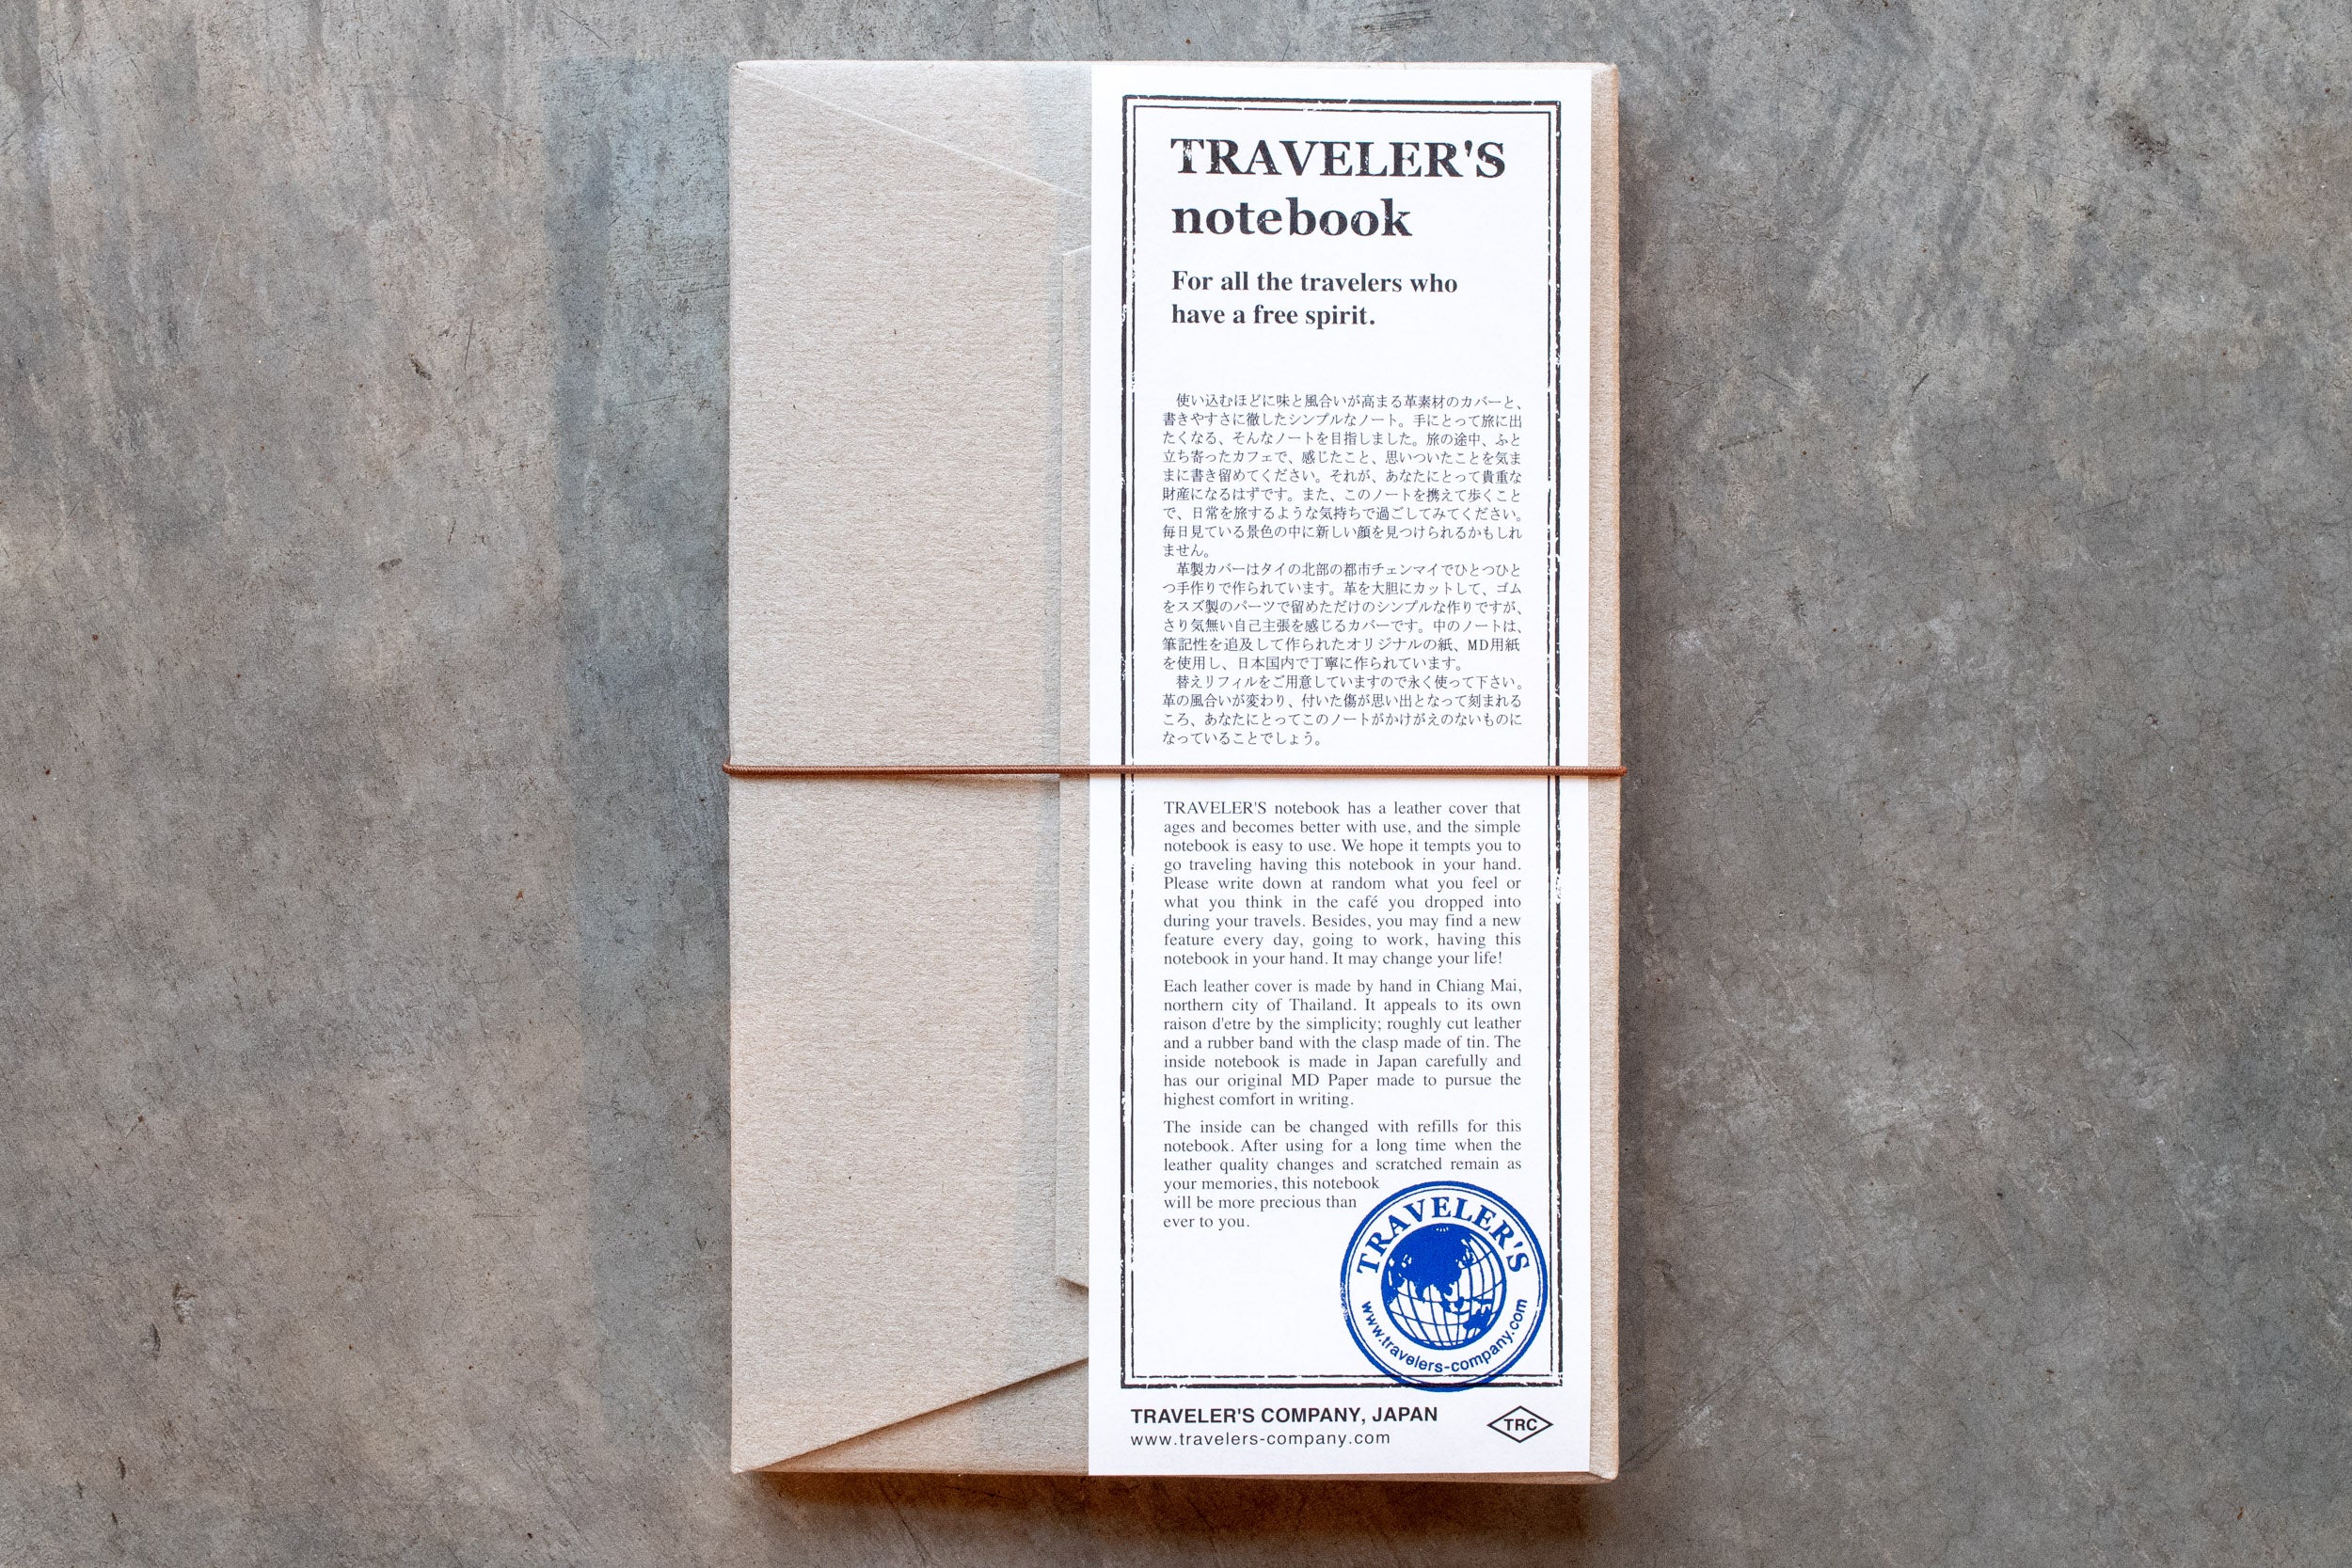 TRAVELER'S
notebook
For all the travelers who
have a free spirit.
使い込むほどに味と風合いが高まる革素材のカバーと、
書きやすさに徹したシンプルなノート。手にとって旅に出
たくなる、そんなノートを目指しました。旅の途中、ふと
立ち寄ったカフェで、感じたこと、思いついたことを気ま
まに書き留めてください。それが、あなたにとって貴重な
財産になるはずです。また、このノートを携えて歩くこと
で、日常を旅するような気持ちで過ごしてみてください。
毎日見ている景色の中に新しい顔を見つけられるかもしれ
ません。
革製カバーはタイの北部の都市チェンマイでひとつひと
つ手作りで作られています。革を大胆にカットして、ゴム
をスズ製のパーツで留めただけのシンプルな作りですが、
さり気無い自己主張を感じるカバーです。中のノートは、
筆記性を追及して作られたオリジナルの紙、MD用紙
を使用し、日本国内で丁寧に作られています。
替えリフィルをご用意していますので永く使って下さい。
革の風合いが変わり、付いた傷が思い出となって刻まれる
ころ、あなたにとってこのノートがかけがえのないものに
なっていることでしょう。
TRAVELER'S notebook has a leather cover that
ages and becomes better with use, and the simple
notebook is easy to use. We hope it tempts you to
go traveling having this notebook in your hand.
Please write down at random what you feel or
what you think in the café you dropped into
during your travels. Besides, you may find a new
feature every day, going to work, having this
notebook in your hand. It may change your life!
Each leather cover is made by hand in Chiang Mai,
northern city of Thailand. It appeals to its own
raison d'etre by the simplicity; roughly cut leather
and a rubber band with the clasp made of tin. The
inside notebook is made in Japan carefully and
has our original MD Paper made to pursue the
highest comfort in writing.
The inside can be changed with refills for this
notebook. After using for a long time when the
leather quality changes and scratched remain as
your memories, this notebook
will be more precious than
ever to you.
TRAVELER'S
www.travelers-company.com
TRAVELER'S COMPANY, JAPAN
www.travelers-company.com
TRC